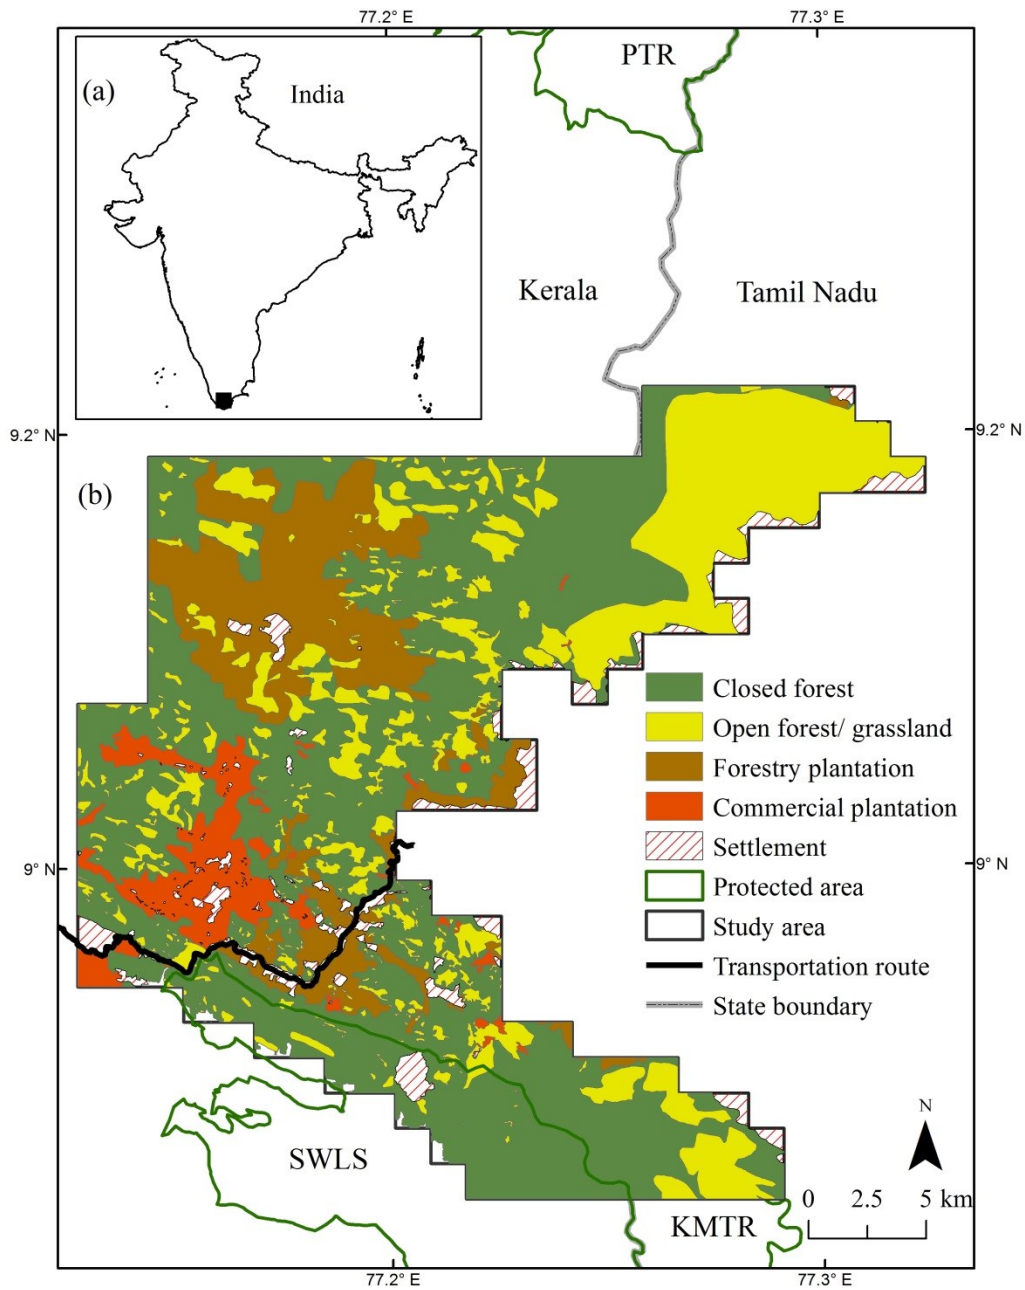 77.2° E
77.3° E
(a)
India
PTR
Kerala
Tamil Nadu
9.2° N
9.2° N
(b)
Closed forest
Open forest/ grassland
Forestry plantation
Commercial plantation
Settlement
Protected area
Study area
Transportation route
State boundary
9° N
9° N
N
SWLS
0 2.5 5 km
KMTR
77.2° E
77.3° E